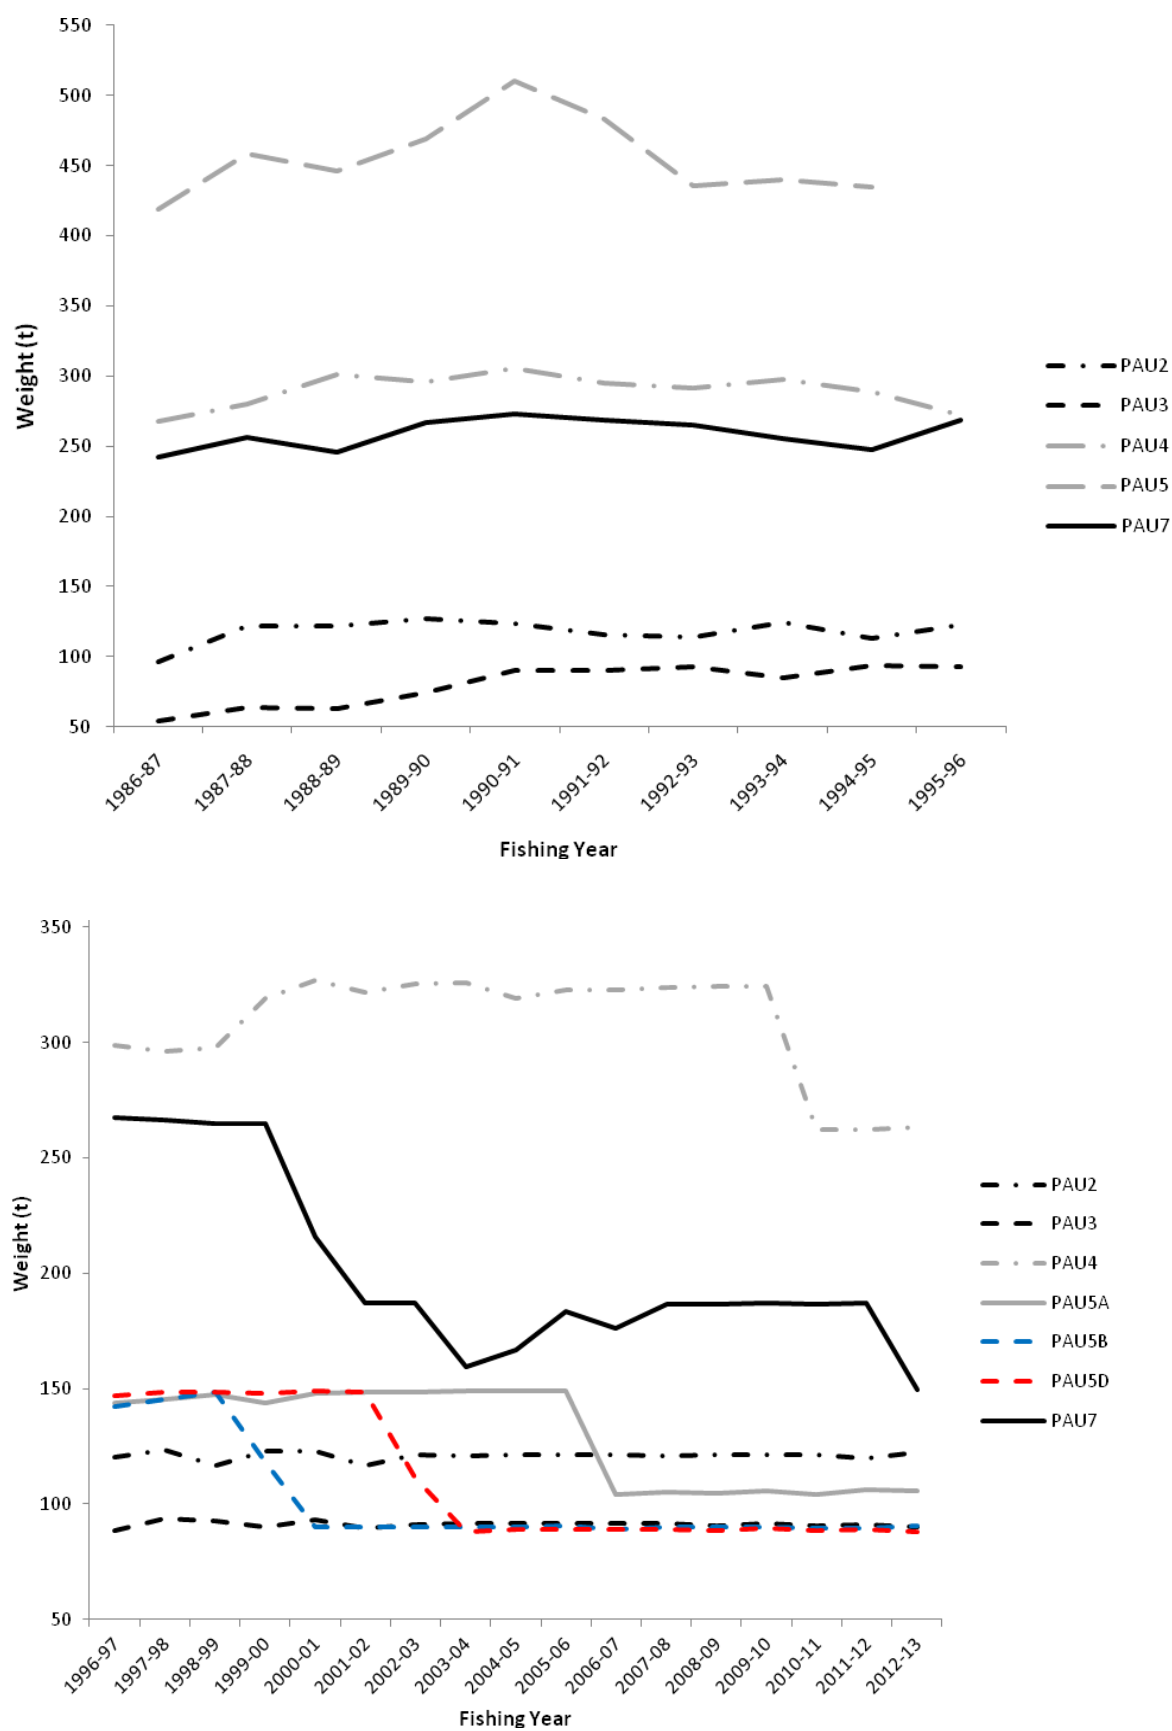 550
500
450
400
350
300
250
200
150
100
50
Weight (t)
1986-87
1987-88
1988-89
1989-90
1990-91
1991-92
1992-93
1993-94
1994-95
1995-96
Fishing Year
PAU2
PAU3
PAU4
PAU5
PAU7
350
300
250
200
150
100
50
Weight (t)
1996-97
1997-98
1998-99
1999-00
2000-01
2001-02
2002-03
2003-04
2004-05
2005-06
2006-07
2007-08
2008-09
2009-10
2010-11
2011-12
2012-13
Fishing Year
PAU2
PAU3
PAU4
PAU5A
PAU5B
PAU5D
PAU7